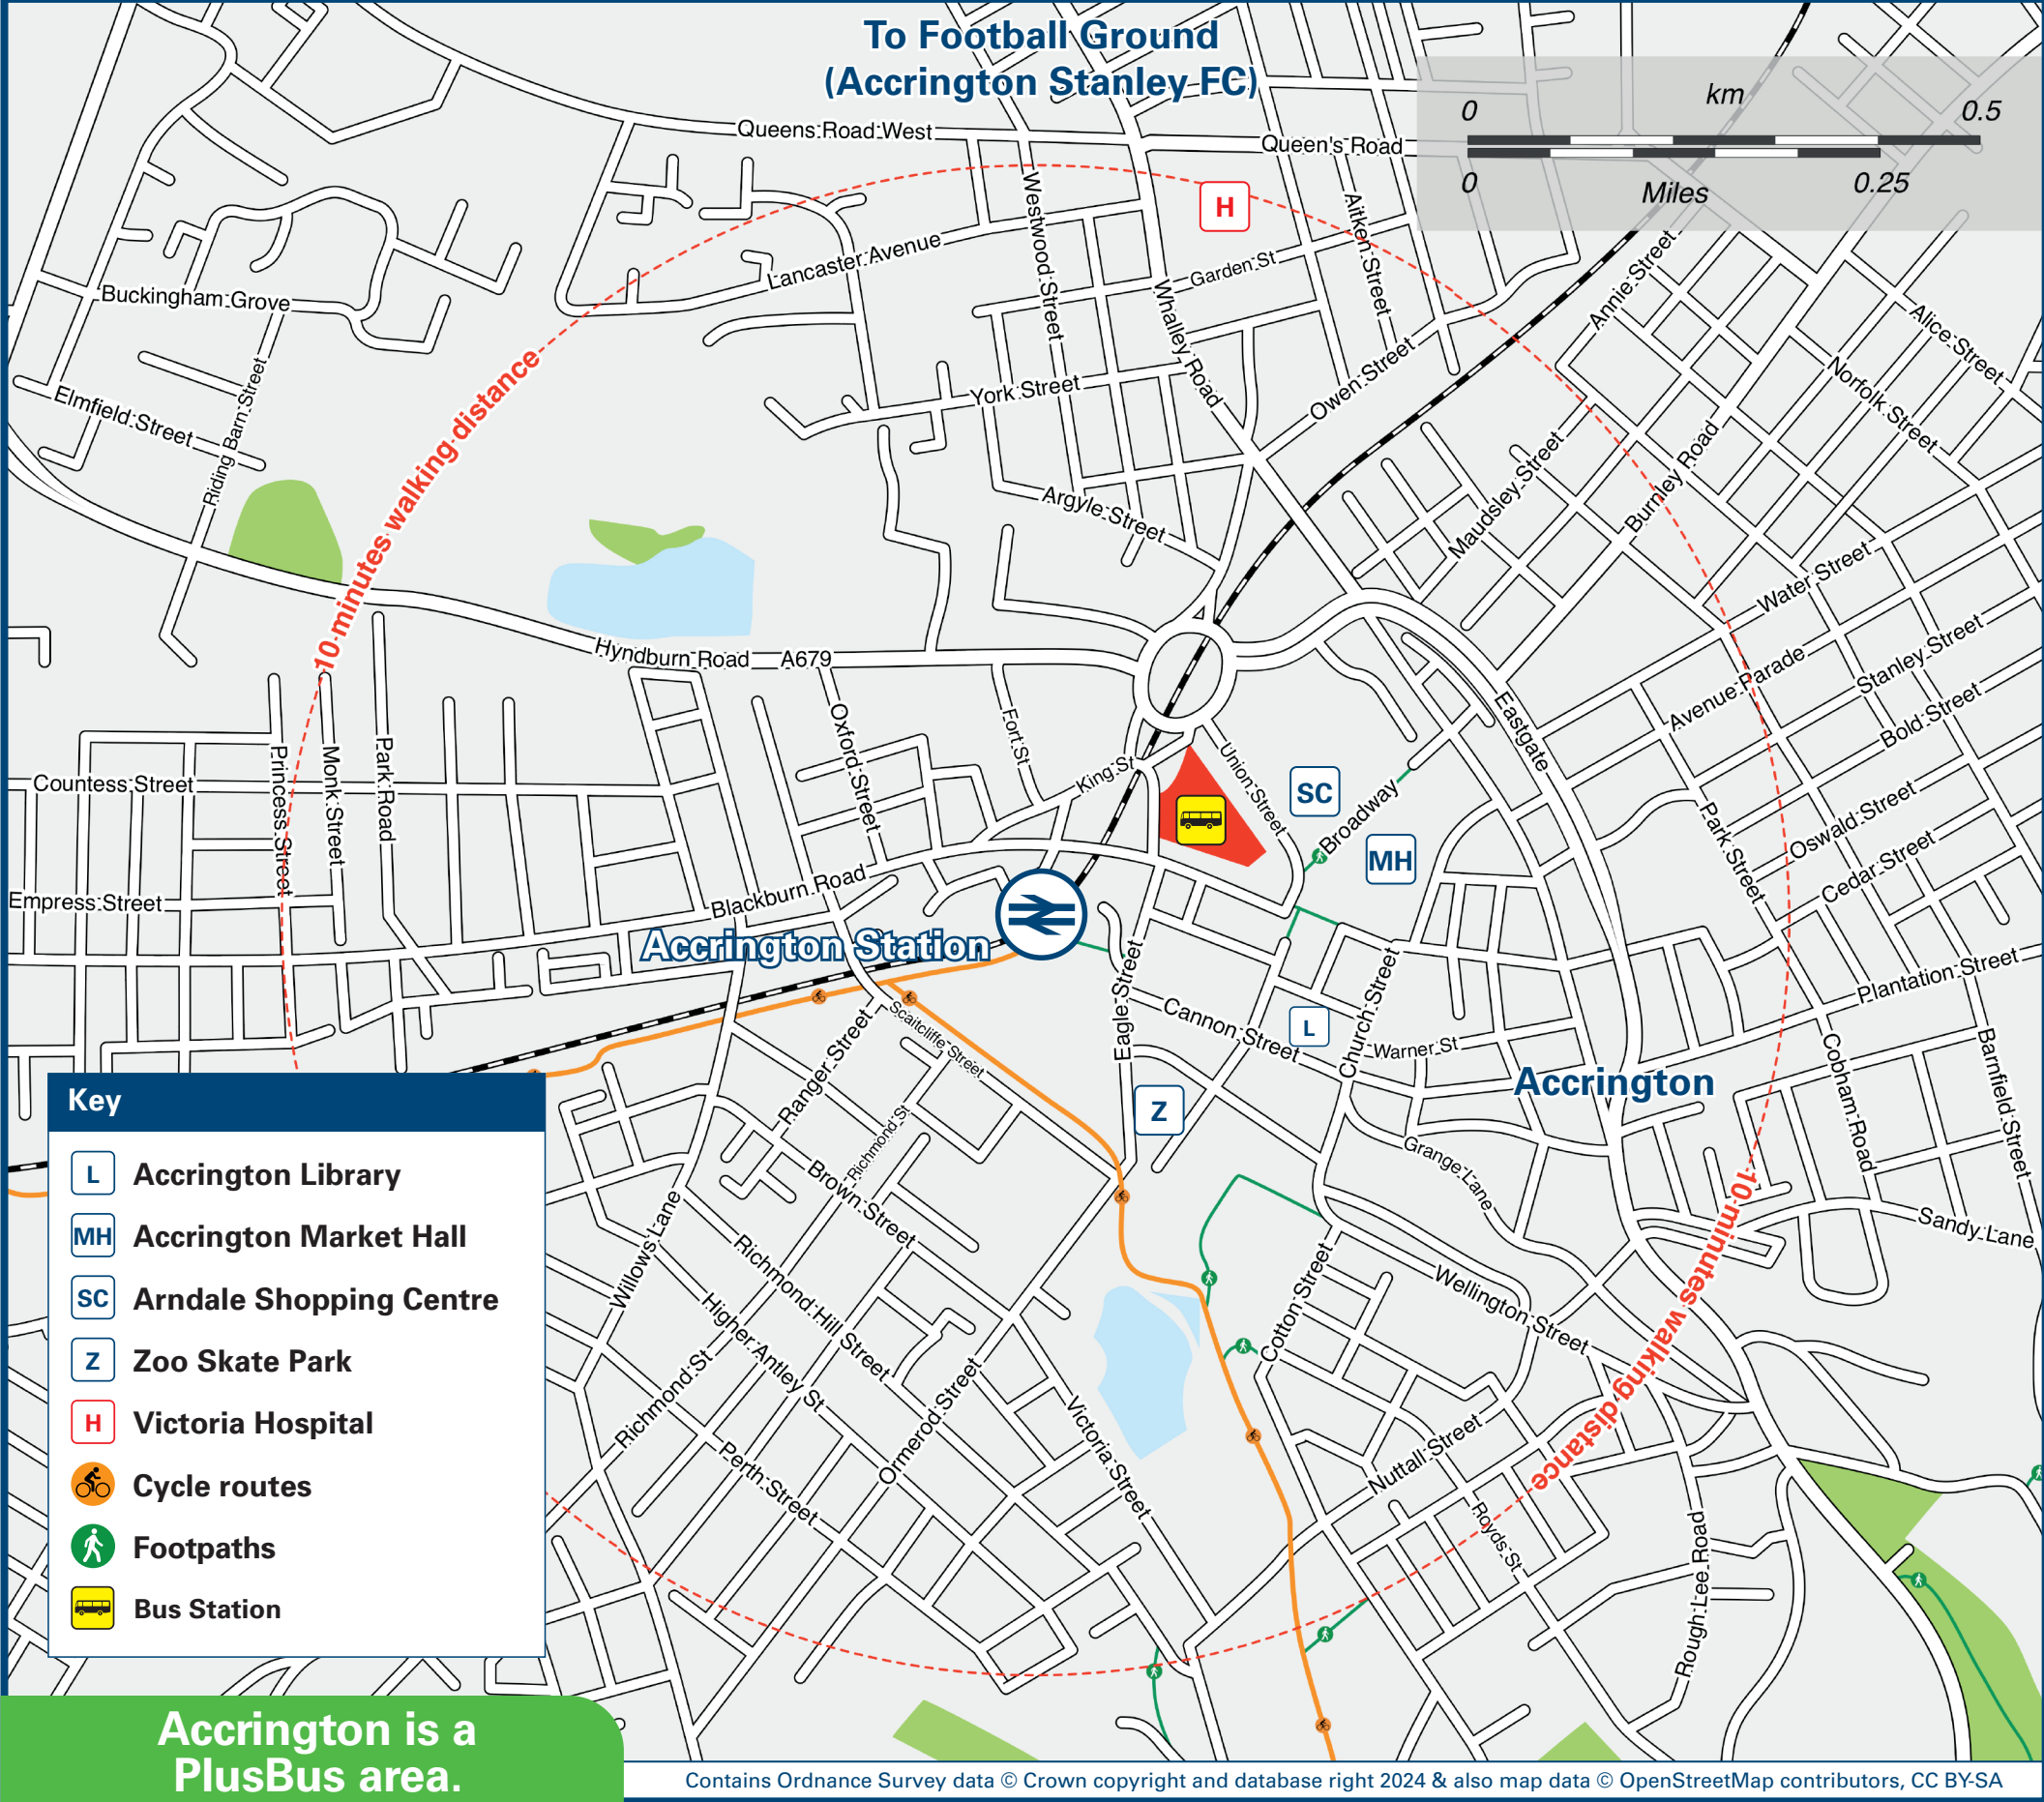 To Football Ground
(Accrington Stanley FC)
km
0
0.5
0
Miles
0.25
Queens Road West
Queen's Road
H
Westwood Street
Aitken Street
Lancaster Avenue
Garden St
Annie Street
Buckingham Grove
Whalley Road
Alice Street
Norfolk Street
Riding Barn Street
Elmfield Street
10 minutes walking distance
York Street
Owen Street
Maudsley Street
Burnley Road
Argyle Street
Water Street
Hyndburn Road
A679
Avenue Parade
Stanley Street
Bold Street
Eastgate
Oxford Street
Fort St
King St
Union Street
SC
Broadway
MH
Princess Street
Monk Street
Park Road
Countess Street
Park Street
Oswald Street
Cedar Street
Empress Street
Blackburn Road
Accrington Station
Eagle Street
Church Street
Plantation Street
Cannon Street
L
Warner St
Scaitcliffe Street
Ranger Street
Richmond St
Z
Accrington
Cobham Road
Barnfield Street
Grange Lane
Sandy Lane
Brown Street
Willows Lane
Richmond Hill Street
Higher Antley St
Cotton Street
Wellington Street
10 minutes walking distance
Richmond St
Ormerod Street
Victoria Street
Perth Street
Nuttall Street
Royds St
Rough Lee Road
Key
L Accrington Library
MH Accrington Market Hall
SC Arndale Shopping Centre
Z Zoo Skate Park
H Victoria Hospital
Cycle routes
Footpaths
Bus Station
Accrington is a
PlusBus area.
Contains Ordnance Survey data © Crown copyright and database right 2024 & also map data © OpenStreetMap contributors, CC BY-SA